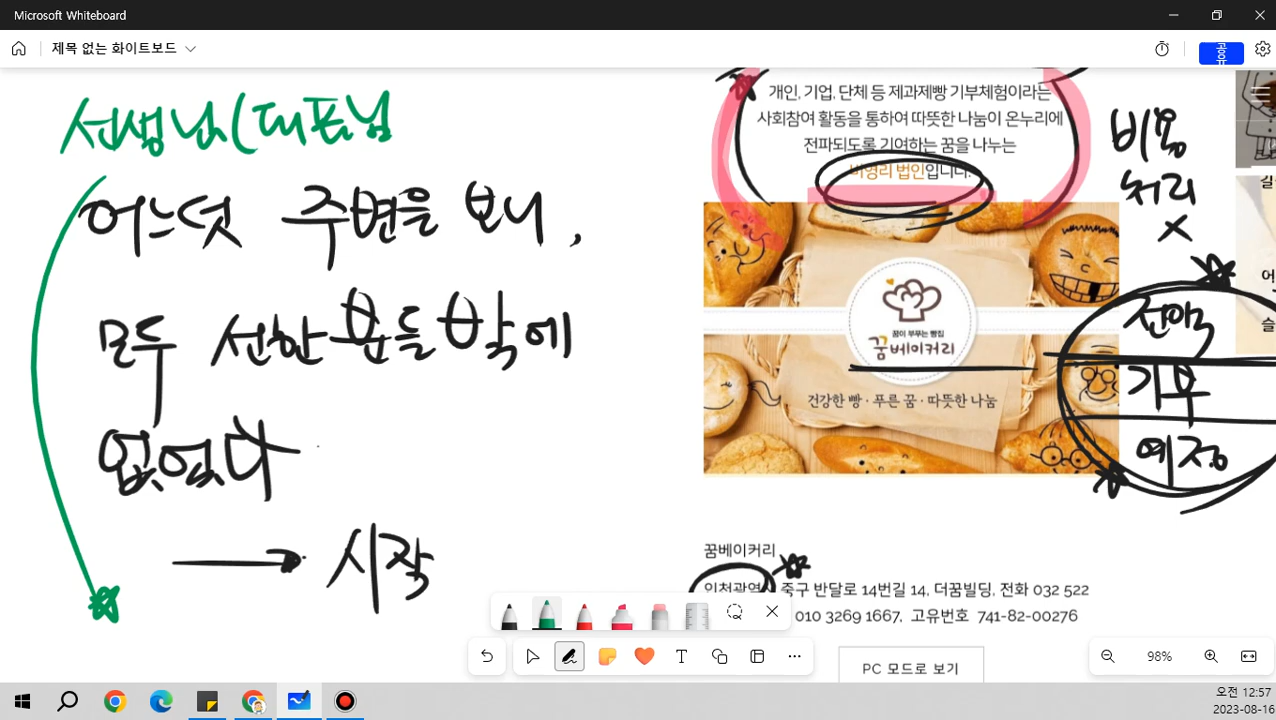 Microsoft Whiteboard
제목 없는 화이트보드
공유
선생님(대표님
어느덧 주변을 보니,
모두 선한 분들 밖에
없었다
→ 시작
개인, 기업, 단체 등 제과제빵 기부체험이라는
사회참여 활동을 통하여 따뜻한 나눔이 온누리에
전파되도록 기여하는 꿈을 나누는
비영리 법인입니다.
꿈이 부푸는 빵집
꿈베이커리
건강한 빵 · 푸른 꿈 · 따뜻한 나눔
비용
처리
X
전액
기부
예정
길
어
슬
꿈베이커리
인천광역시 중구 반달로 14번길 14, 더꿈빌딩, 전화 032 522
010 3269 1667, 고유번호 741-82-00276
PC 모드로 보기
98%
오전 12:57
2023-08-16